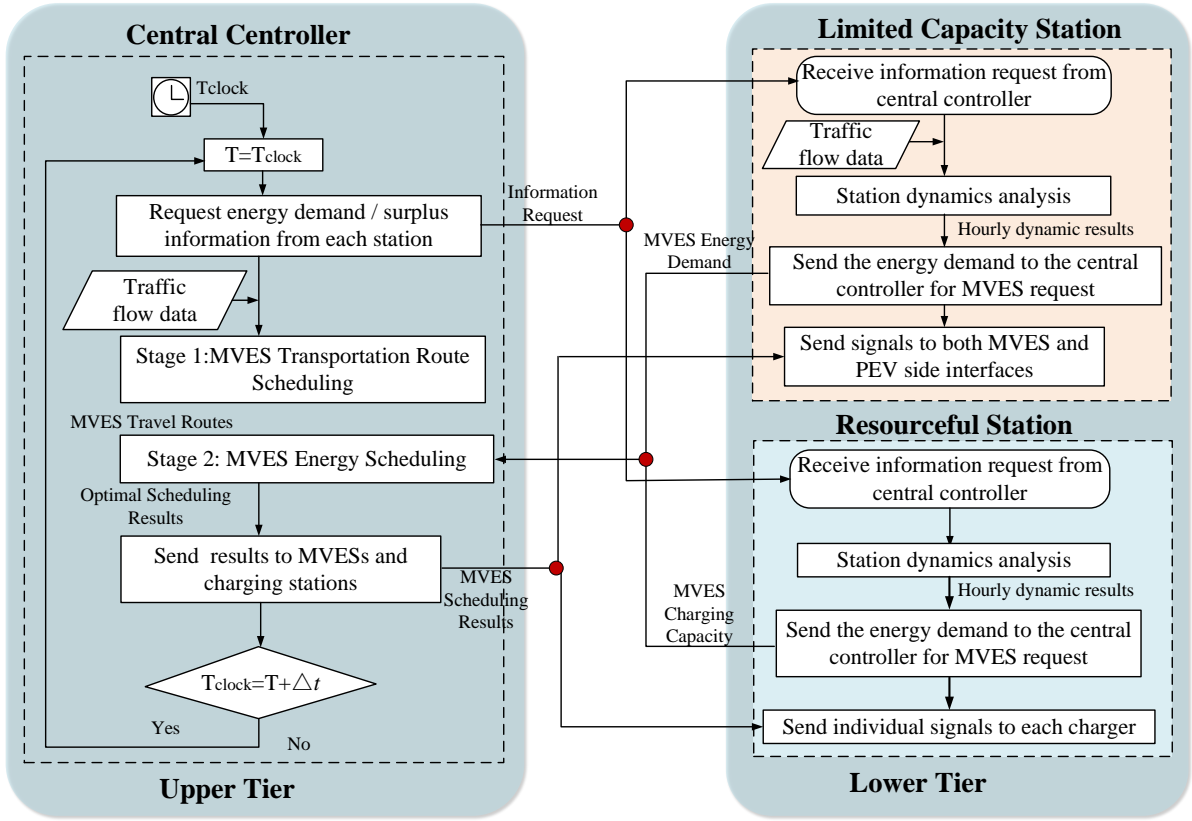 Central Controller
Tclock
T=Tclock
Request energy demand / surplus
information from each station
Traffic
flow data
Stage 1:MVES Transportation Route
Scheduling
MVES Travel Routes
Stage 2: MVES Energy Scheduling
Optimal Scheduling
Results
Send results to MVESs and
charging stations
Tclock=T+△t
Yes
No
Upper Tier
Information
Request
MVES Energy
Demand
MVES
Scheduling
Results
MVES
Charging
Capacity
Limited Capacity Station
Receive information request from
central controller
Traffic
flow data
Station dynamics analysis
Hourly dynamic results
Send the energy demand to the central
controller for MVES request
Send signals to both MVES and
PEV side interfaces
Resourceful Station
Receive information request from
central controller
Station dynamics analysis
Hourly dynamic results
Send the energy demand to the central
controller for MVES request
Send individual signals to each charger
Lower Tier